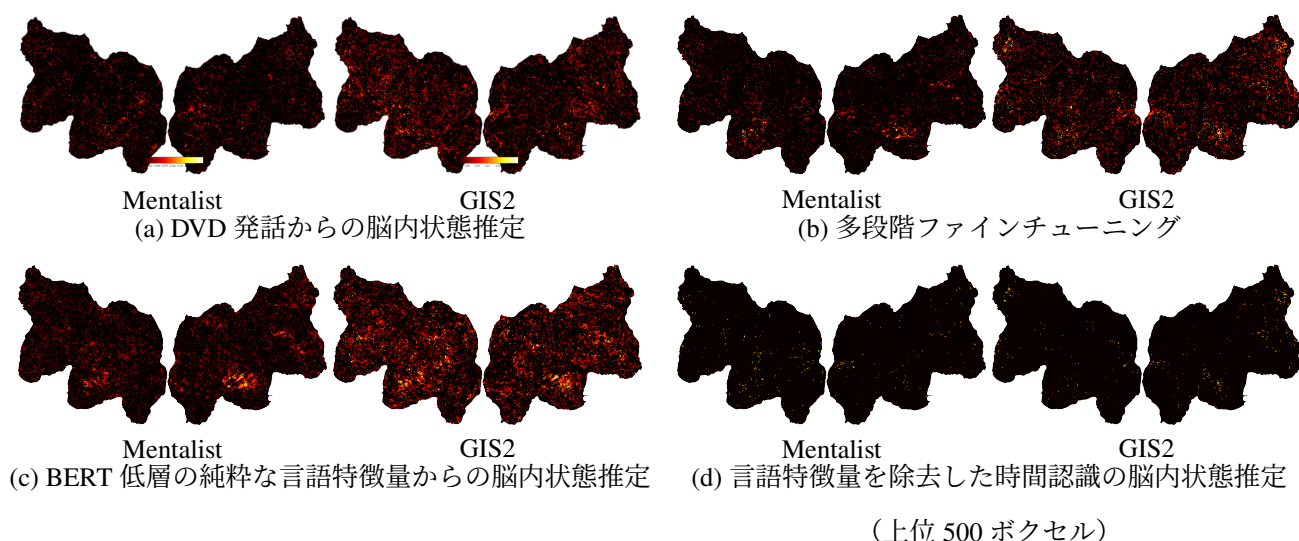 Mentalist GIS2
(a) DVD 発話からの脳内状態推定
Mentalist GIS2
(b) 多段階ファインチューニング
Mentalist GIS2
(c) BERT 低層の純粋な言語特徴量からの脳内状態推定
Mentalist GIS2
(d) 言語特徴量を除去した時間認識の脳内状態推定
（上位 500 ボクセル）